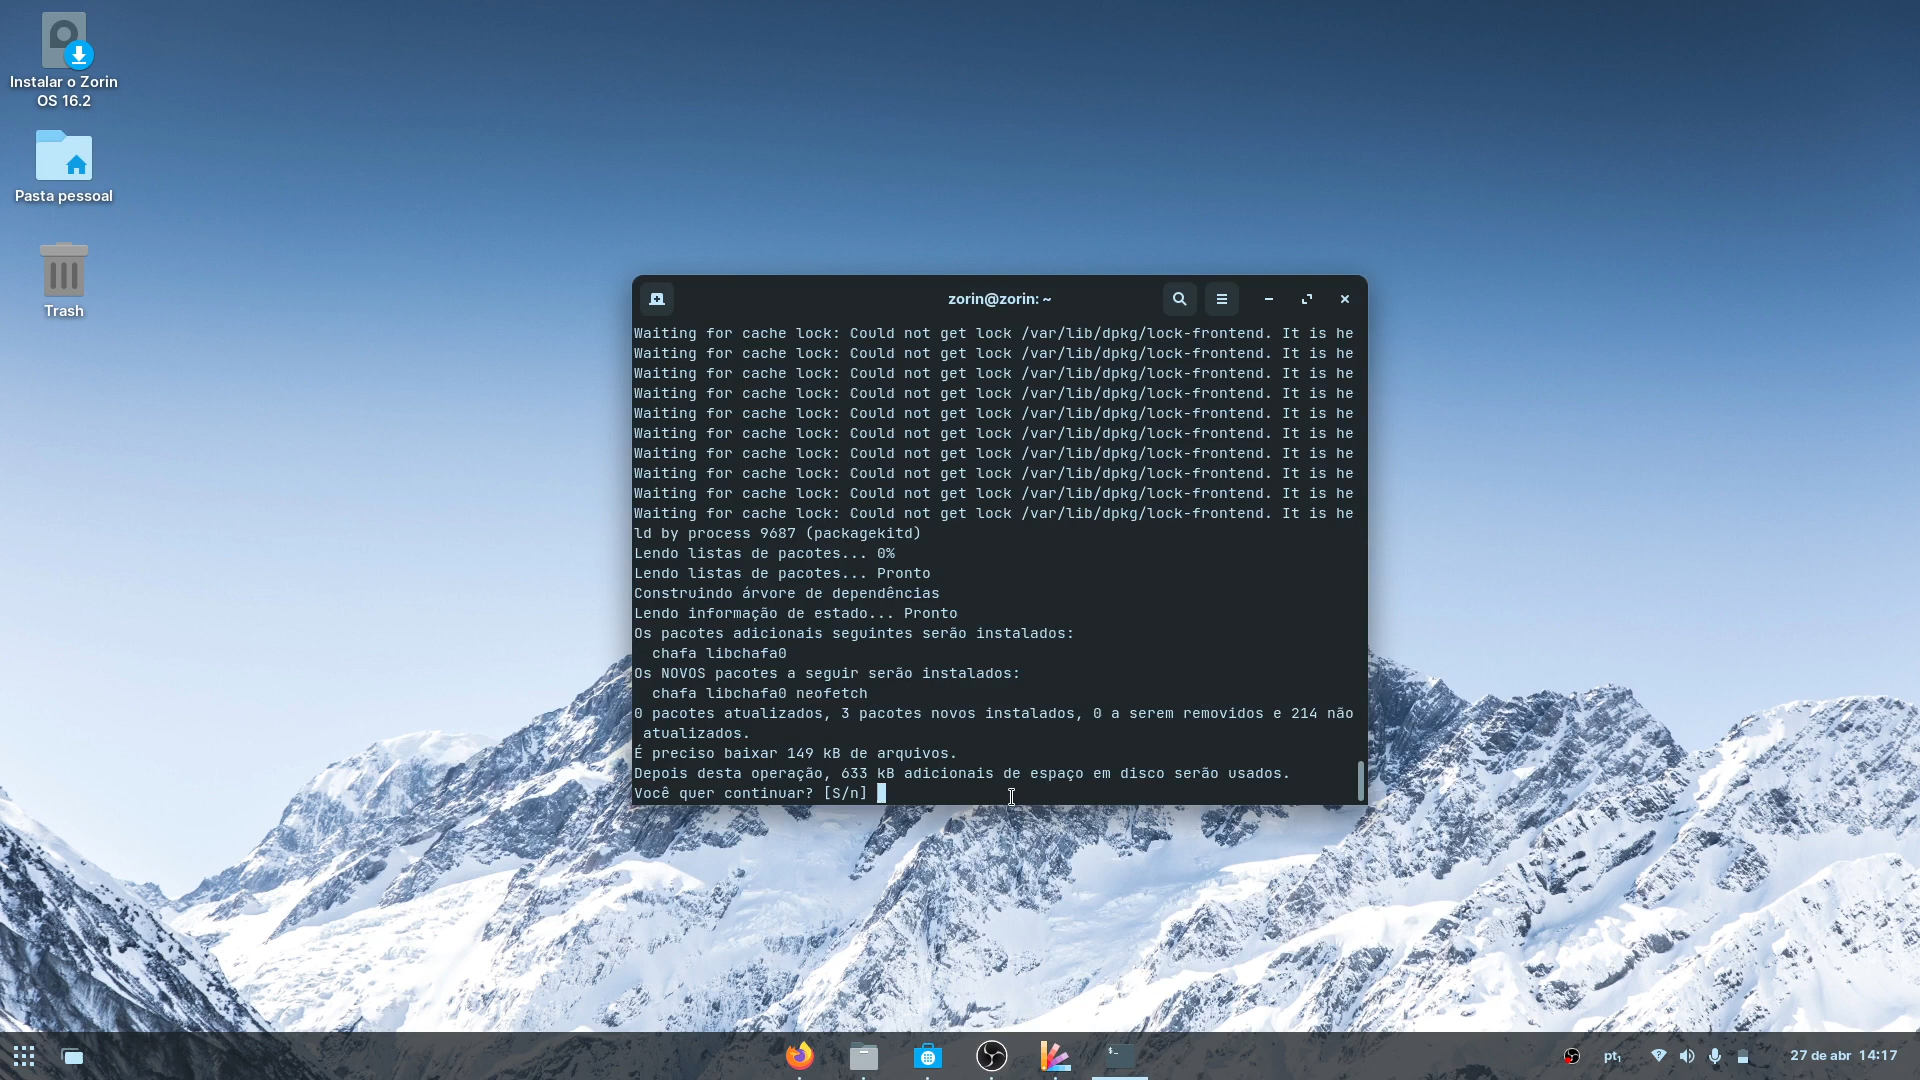 Instalar o Zorin
OS 16.2
Pasta pessoal
Trash
zorin@zorin: ~
Waiting for cache lock: Could not get lock /var/lib/dpkg/lock-frontend. It is he
Waiting for cache lock: Could not get lock /var/lib/dpkg/lock-frontend. It is he
Waiting for cache lock: Could not get lock /var/lib/dpkg/lock-frontend. It is he
Waiting for cache lock: Could not get lock /var/lib/dpkg/lock-frontend. It is he
Waiting for cache lock: Could not get lock /var/lib/dpkg/lock-frontend. It is he
Waiting for cache lock: Could not get lock /var/lib/dpkg/lock-frontend. It is he
Waiting for cache lock: Could not get lock /var/lib/dpkg/lock-frontend. It is he
Waiting for cache lock: Could not get lock /var/lib/dpkg/lock-frontend. It is he
Waiting for cache lock: Could not get lock /var/lib/dpkg/lock-frontend. It is he
Waiting for cache lock: Could not get lock /var/lib/dpkg/lock-frontend. It is he
ld by process 9687 (packagekitd)
Lendo listas de pacotes... 0%
Lendo listas de pacotes... Pronto
Construindo árvore de dependências
Lendo informação de estado... Pronto
Os pacotes adicionais seguintes serão instalados:
  chafa libchafa0
Os NOVOS pacotes a seguir serão instalados:
  chafa libchafa0 neofetch
0 pacotes atualizados, 3 pacotes novos instalados, 0 a serem removidos e 214 não
 atualizados.
É preciso baixar 149 kB de arquivos.
Depois desta operação, 633 kB adicionais de espaço em disco serão usados.
Você quer continuar? [S/n]
$-
pt₁
27 de abr 14:17